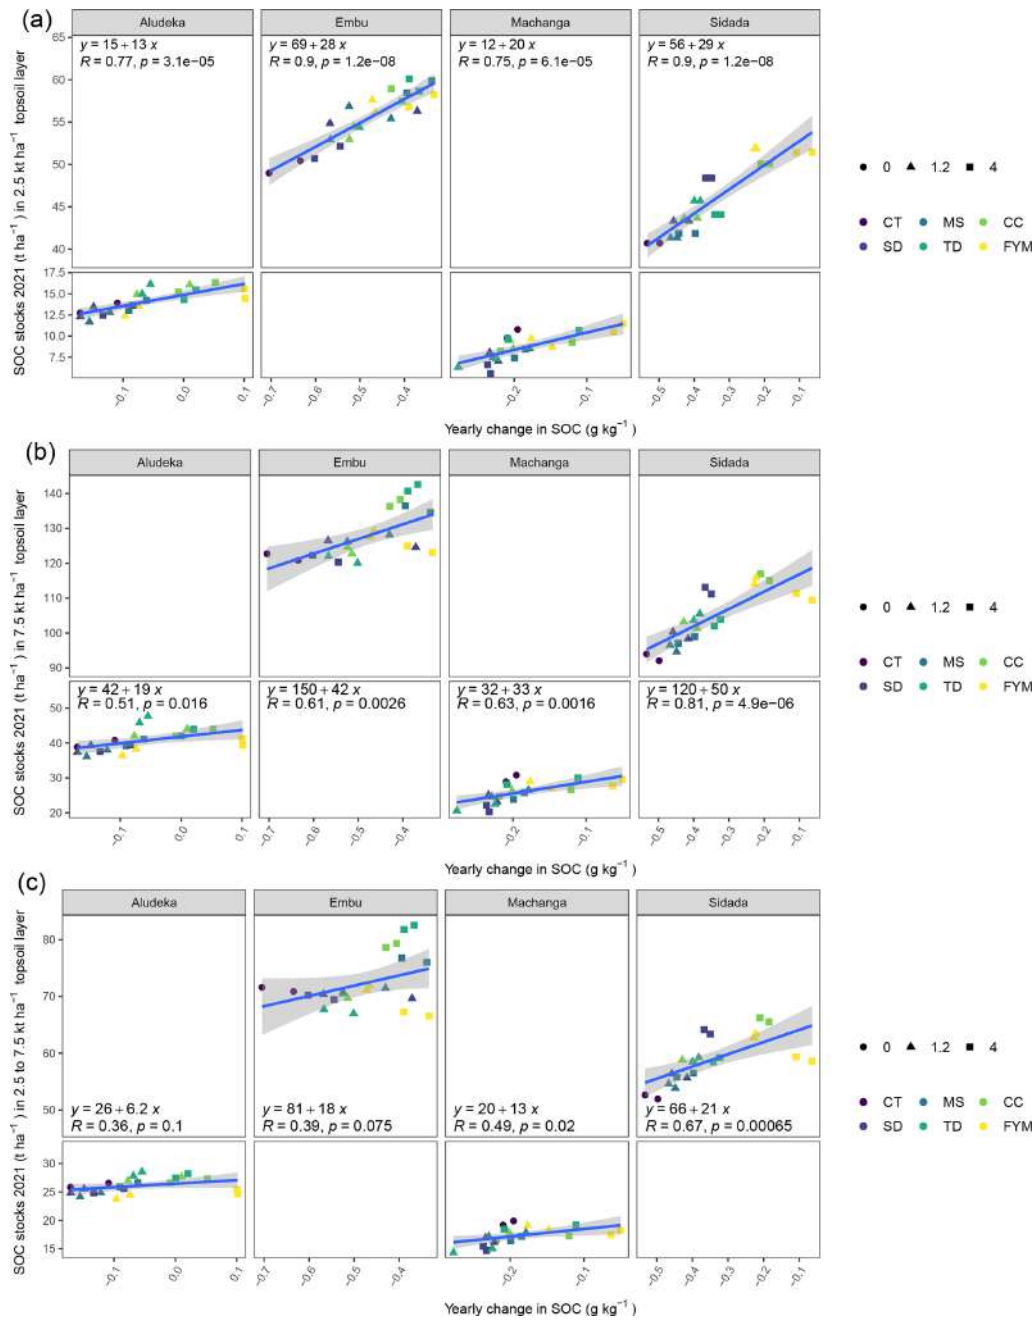 (a)
Aludeka Embu Machanga Sidada
y = 15 + 13 x
R = 0.77, p = 3.1e−05
y = 69 + 28 x
R = 0.9, p = 1.2e−08
y = 12 + 20 x
R = 0.75, p = 6.1e−05
y = 56 + 29 x
R = 0.9, p = 1.2e−08
SOC stocks 2021 (t ha⁻¹ ) in 2.5 kt ha⁻¹ topsoil layer
65
60
55
50
45
40
17.5
15.0
12.5
10.0
7.5
−0.1 0.0 0.1 −0.7 −0.6 −0.5 −0.4 −0.2 −0.1 −0.5 −0.4 −0.3 −0.2 −0.1
Yearly change in SOC (g kg⁻¹ )
0 1.2 4
CT MS CC
SD TD FYM
(b)
Aludeka Embu Machanga Sidada
SOC stocks 2021 (t ha⁻¹ ) in 7.5 kt ha⁻¹ topsoil layer
140
130
120
110
100
90
y = 42 + 19 x
R = 0.51, p = 0.016
y = 150 + 42 x
R = 0.61, p = 0.0026
y = 32 + 33 x
R = 0.63, p = 0.0016
y = 120 + 50 x
R = 0.81, p = 4.9e−06
50
40
30
20
−0.1 0.0 0.1 −0.7 −0.6 −0.5 −0.4 −0.2 −0.1 −0.5 −0.4 −0.3 −0.2 −0.1
Yearly change in SOC (g kg⁻¹ )
0 1.2 4
CT MS CC
SD TD FYM
(c)
Aludeka Embu Machanga Sidada
SOC stocks 2021 (t ha⁻¹ ) in 2.5 to 7.5 kt ha⁻¹ topsoil layer
80
70
60
50
y = 26 + 6.2 x
R = 0.36, p = 0.1
y = 81 + 18 x
R = 0.39, p = 0.075
y = 20 + 13 x
R = 0.49, p = 0.02
y = 66 + 21 x
R = 0.67, p = 0.00065
30
25
20
15
−0.1 0.0 0.1 −0.7 −0.6 −0.5 −0.4 −0.2 −0.1 −0.5 −0.4 −0.3 −0.2 −0.1
Yearly change in SOC (g kg⁻¹ )
0 1.2 4
CT MS CC
SD TD FYM